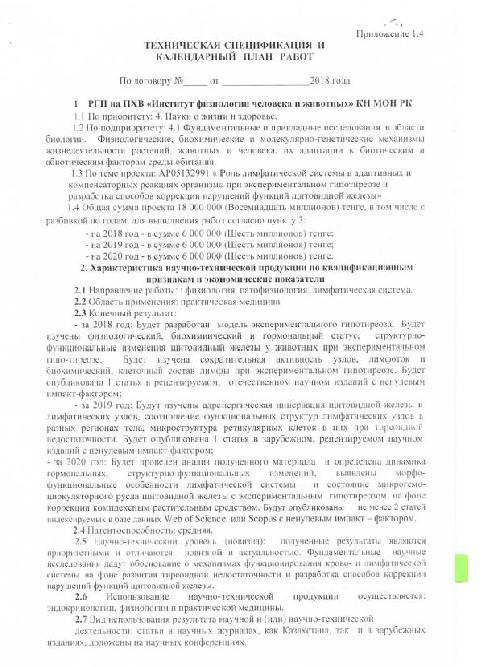 Приложение 1.4
ТЕХНИЧЕСКАЯ СПЕЦИФИКАЦИЯ И
КАЛЕНДАРНЫЙ ПЛАН РАБОТ
По договору №_____ от ____________________2018 года
1 РГП на ПХВ «Институт физиологии человека и животных» КН МОН РК
1.1 По приоритету: 4. Науки о жизни и здоровье.
1.2 По подприоритету: 4.1 Фундаментальные и прикладные исследования в области
биологии. Физиологические, биохимические и молекулярно-генетические механизмы
жизнедеятельности растений, животных и человека, их адаптации к биотическим и
абиотическим факторам среды обитания.
1.3 По теме проекта: АР05132991 « Роль лимфатической системы в адаптивных и
компенсаторных реакциях организма при экспериментальном гипотиреозе и
разработка способов коррекции нарушений функций щитовидной железы»
1.4 Общая сумма проекта 18 000 000 (Восемнадцать миллионов) тенге, в том числе с
разбивкой по годам, для выполнения работ согласно пункту 3:
- на 2018 год - в сумме 6 000 000 (Шесть миллионов) тенге;
- на 2019 год - в сумме 6 000 000 (Шесть миллионов) тенге;
- на 2020 год - в сумме 6 000 000 (Шесть миллионов) тенге.
2. Характеристика научно-технической продукции по квалификационным
признакам и экономические показатели
2.1 Направление работы: физиология, патофизиология, лимфатическая система.
2.2 Область применения: практическая медицина
2.3 Конечный результат:
- за 2018 год: Будет разработан модель экспериментального гипотиреоза. Будет
изучены физиологический, биохимический и гормональный статус, структурно-
функциональные изменения щитовидный железы у животных при экспериментальном
гипотиреозе. Будет изучена сократительная активность узлов, лимфоток и
биохимический, клеточный состав лимфы при экспериментальном гипотиреозе. Будет
опубликована 1 статья в рецензируемом, отечественном научном изданий с ненулевым
импакт-фактором;
- за 2019 год: Будут изучены адренергическая иннервация щитовидной железы и
лимфатических узлов, соотношение функциональных структур лимфатических узлов в
разных регионах тела, микроструктура ретикулярных клеток в них при тиреоидной
недостаточности. Будет опубликована 1 статья в зарубежном, рецензируемом научном
изданий с ненулевым импакт-фактором;
- за 2020 год: Будет проведен анализ полученного материала и определена динамика
гормональных, структурно-функциональных изменений, выявлены морфо-
функциональные особенности лимфатической системы и состояние микрогемо-
циркуляторного русла щитовидной железы с экспериментальным гипотиреозом на фоне
коррекции комплексным растительным средством. Будут опубликованы не менее 2 статей
индексируемых в базе данных Web of Science или Scopus с ненулевым импакт – фактором.
2.4 Патентоспособность: средняя.
2.5 Научно-технический уровень (новизна): полученные результаты являются
приоритетными и отличаются новизной и актуальностью. Фундаментальные научные
исследования дадут обоснование о механизмах функционирования крово- и лимфатической
системы на фоне развития тиреоидной недостаточности и разработка способов коррекции
нарушений функций щитовидной железы.
2.6 Использование научно-технической продукции осуществляется:
эндокринологии, физиологии и практической медицины.
2.7 Вид использования результата научной и (или) научно-технической
деятельности: статьи в научных журналах, как Казахстана, так и в зарубежных
изданиях, доложены на научных конференциях.